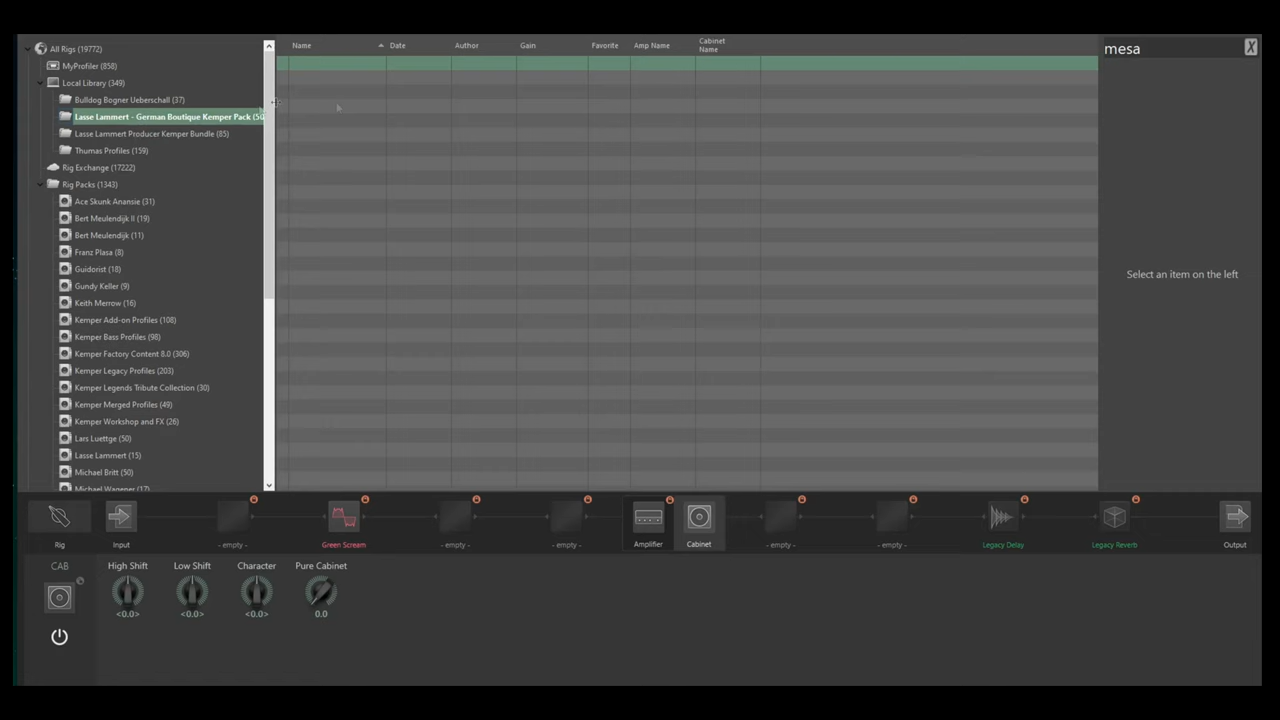 All Rigs (19772)
MyProfiler (858)
Local Library (349)
Bulldog Bogner Ueberschall (37)
Lasse Lammert - German Boutique Kemper Pack
Lasse Lammert Producer Kemper Bundle (85)
Thumas Profiles (159)
Rig Exchange (17222)
Rig Packs (1343)
Ace Skunk Anansie (31)
Bert Meulendijk II (19)
Bert Meulendijk (11)
Franz Plasa (8)
Guidorist (18)
Gundy Keller (9)
Keith Merrow (16)
Kemper Add-on Profiles (108)
Kemper Bass Profiles (98)
Kemper Factory Content 8.0 (306)
Kemper Legacy Profiles (203)
Kemper Legends Tribute Collection (30)
Kemper Merged Profiles (49)
Kemper Workshop and FX (26)
Lars Luettge (50)
Lasse Lammert (15)
Michael Britt (50)
Michael Wagener (17)
Name Date Author Gain Favorite Amp Name Cabinet Name
mesa X
Select an item on the left
Rig Input - empty - Green Scream - empty - - empty - Amplifier Cabinet - empty - - empty - Legacy Delay Legacy Reverb Output
CAB High Shift Low Shift Character Pure Cabinet
<0.0> <0.0> <0.0> 0.0